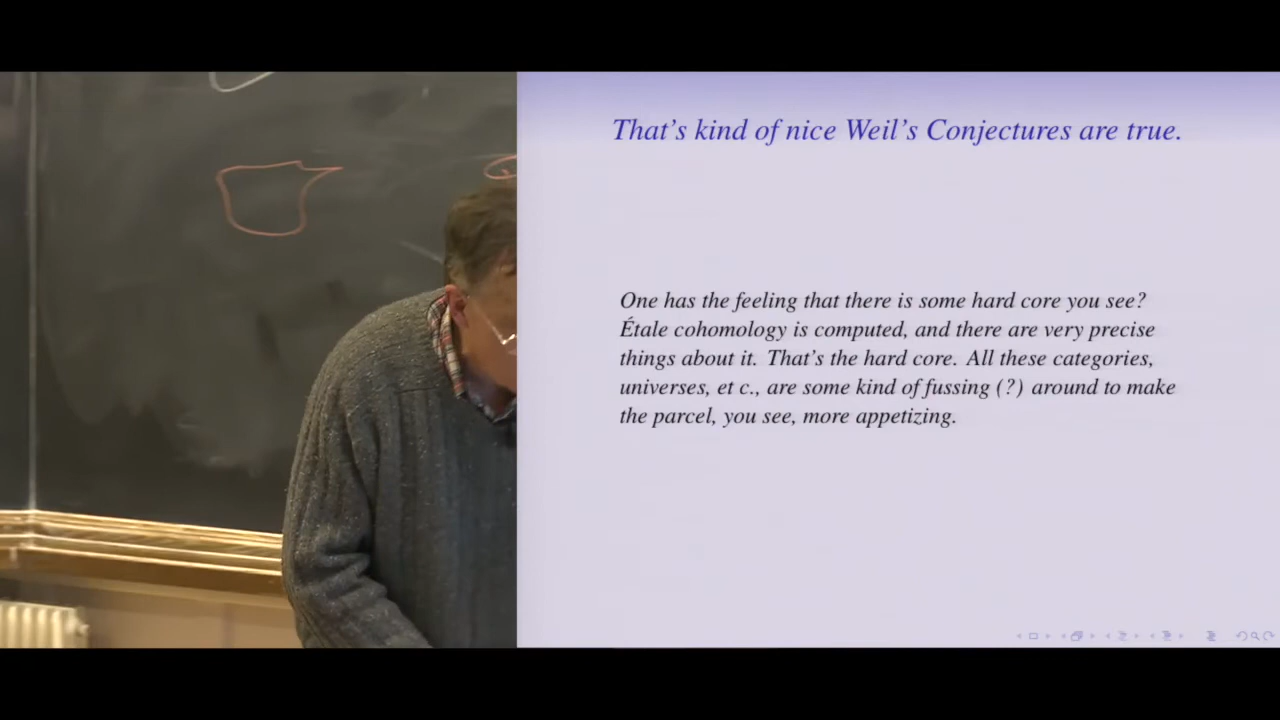 That's kind of nice Weil's Conjectures are true.
One has the feeling that there is some hard core you see?
Étale cohomology is computed, and there are very precise
things about it. That's the hard core. All these categories,
universes, et c., are some kind of fussing (?) around to make
the parcel, you see, more appetizing.